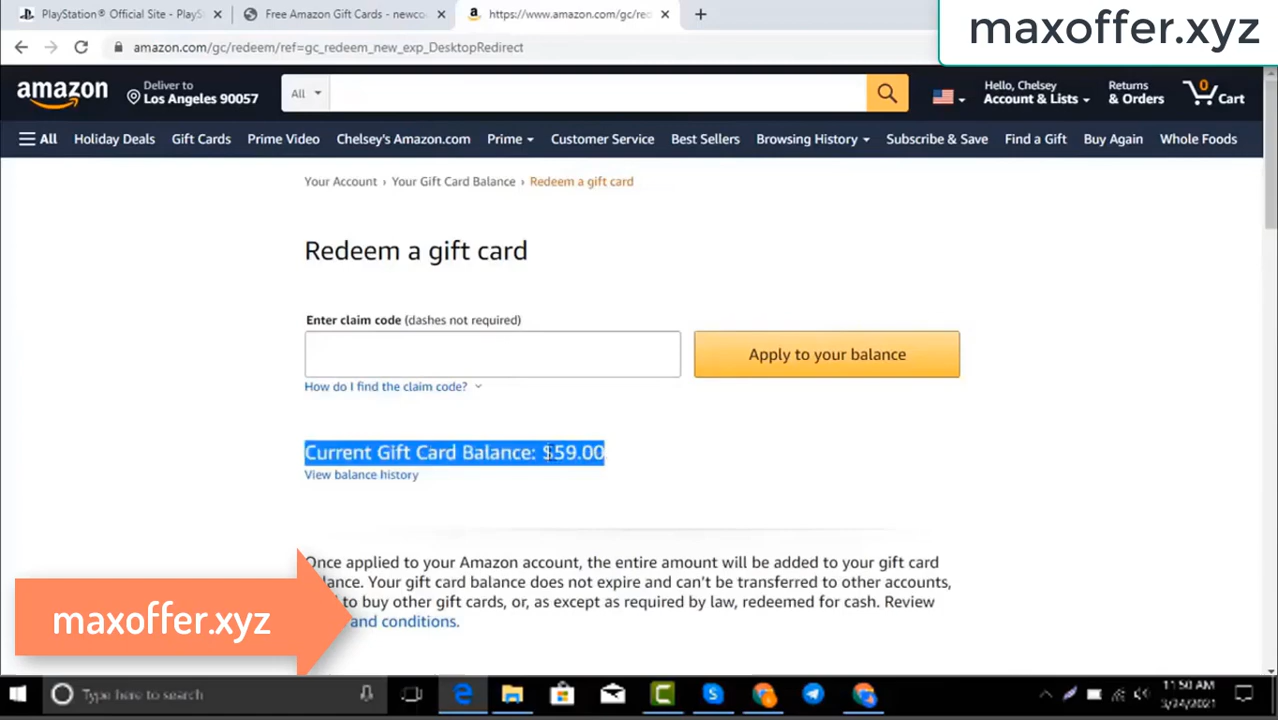 PlayStation® Official Site - PlayS
Free Amazon Gift Cards - newco
https://www.amazon.com/gc/red
maxoffer.xyz
amazon.com/gc/redeem/ref=gc_redeem_new_exp_DesktopRedirect
amazon
Deliver to
Los Angeles 90057
All
Hello, Chelsey
Account & Lists
Returns
& Orders
0
Cart
All
Holiday Deals
Gift Cards
Prime Video
Chelsey's Amazon.com
Prime
Customer Service
Best Sellers
Browsing History
Subscribe & Save
Find a Gift
Buy Again
Whole Foods
Your Account › Your Gift Card Balance › Redeem a gift card
Redeem a gift card
Enter claim code (dashes not required)
Apply to your balance
How do I find the claim code?
Current Gift Card Balance: $59.00
View balance history
Once applied to your Amazon account, the entire amount will be added to your gift card
Your gift card balance does not expire and can't be transferred to other accounts,
to buy other gift cards, or, as except as required by law, redeemed for cash. Review
and conditions.
maxoffer.xyz
Type here to search
11:50 AM
3/24/2021